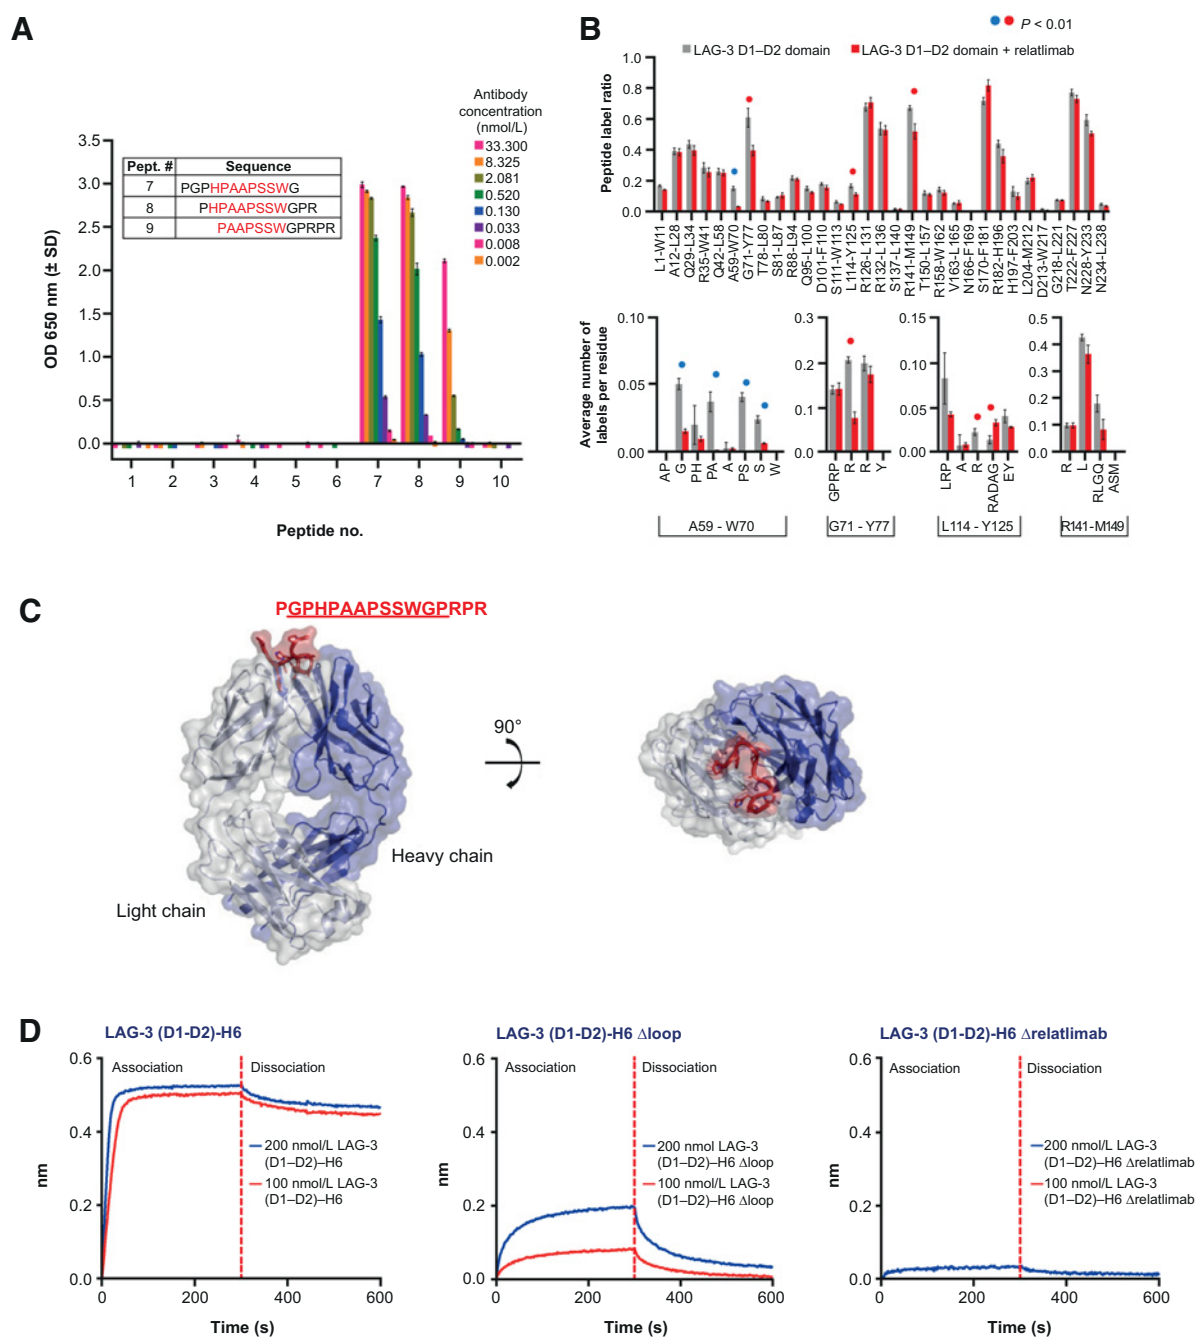 A
Antibody
concentration
(nmol/L)
33.300
8.325
2.081
0.520
0.130
0.033
0.008
0.002
OD 650 nm (± SD)
3.5
3.0
2.5
2.0
1.5
1.0
0.5
0.0
Pept. # Sequence
7 PGPHPAAPSSWG
8 PHPAAPSSWGPR
9 PAAPSSWGPRPR
1 2 3 4 5 6 7 8 9 10
Peptide no.
B
P < 0.01
LAG-3 D1–D2 domain
LAG-3 D1–D2 domain + relatlimab
Peptide label ratio
1.0
0.8
0.6
0.4
0.2
0.0
L1-W11
A12-L28
Q29-L34
R35-W41
Q42-L58
A59-W70
G71-Y77
T78-L80
S81-L87
R88-L94
Q95-L100
D101-F110
S111-W113
L114-Y125
R126-L131
R132-L136
S137-L140
R141-M149
T150-L157
R158-W162
V163-L165
N166-F169
S170-F181
R182-H196
H197-F203
L204-M212
D213-W217
G218-L221
T222-F227
N228-Y233
N234-L238
Average number of
labels per residue
0.10
0.05
0.00
AP
G
PH
PA
A
PS
S
W
A59 - W70
0.3
0.2
0.1
0.0
GPRP
R
R
Y
G71 - Y77
0.15
0.10
0.05
0.00
LRP
A
R
RADAG
EY
L114 - Y125
0.5
0.4
0.3
0.2
0.1
0.0
R
L
RLGQ
ASM
R141-M149
C
PGPHPAAPSSWGPRPR
90°
Heavy chain
Light chain
D
LAG-3 (D1-D2)-H6
0.6
0.4
0.2
0.0
nm
Association
Dissociation
200 nmol/L LAG-3
(D1–D2)–H6
100 nmol/L LAG-3
(D1–D2)–H6
0 200 400 600
Time (s)
LAG-3 (D1-D2)-H6 Δloop
0.6
0.4
0.2
0.0
nm
Association
Dissociation
200 nmol LAG-3
(D1–D2)–H6 Δloop
100 nmol/L LAG-3
(D1–D2)–H6 Δloop
0 200 400 600
Time (s)
LAG-3 (D1-D2)-H6 Δrelatlimab
0.6
0.4
0.2
0.0
nm
Association
Dissociation
200 nmol/L LAG-3
(D1–D2)–H6 Δrelatlimab
100 nmol/L LAG-3
(D1–D2)–H6 Δrelatlimab
0 200 400 600
Time (s)